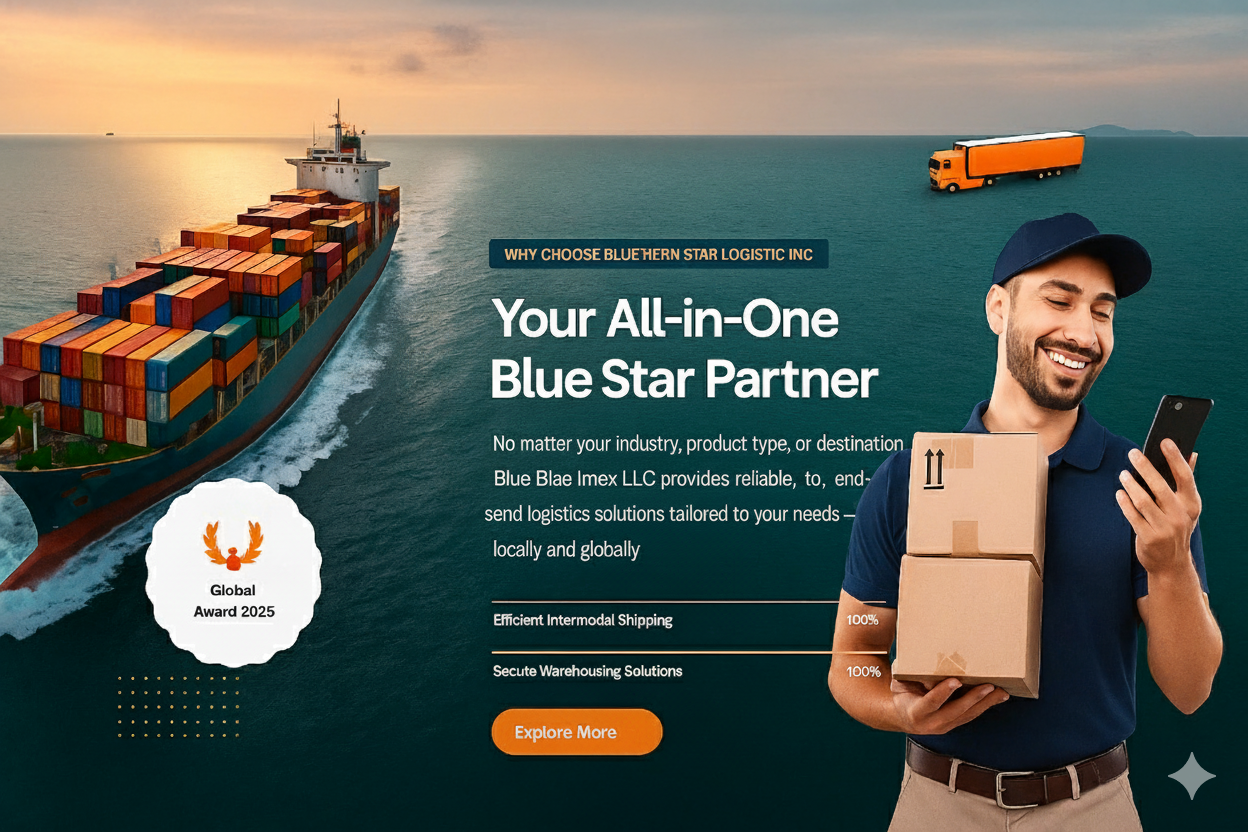 WHY CHOOSE BLUETHERN STAR LOGISTIC INC
Your All-in-One
Blue Star Partner
No matter your industry, product type, or destination
Blue Blae Imex LLC provides reliable, to, end-
send logistics solutions tailored to your needs –
locally and globally
Global
Award 2025
Efficient Intermodal Shipping 100%
Secute Warehousing Solutions 100%
Explore More